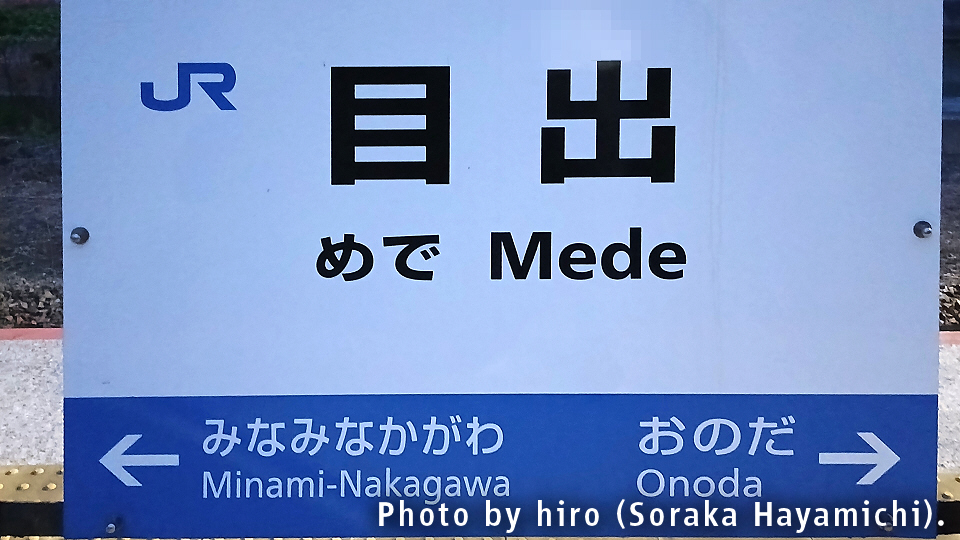 JR
目出
めで Mede
← みなみなかがわ
Minami-Nakagawa
おのだ →
Onoda
Photo by hiro (Soraka Hayamichi).